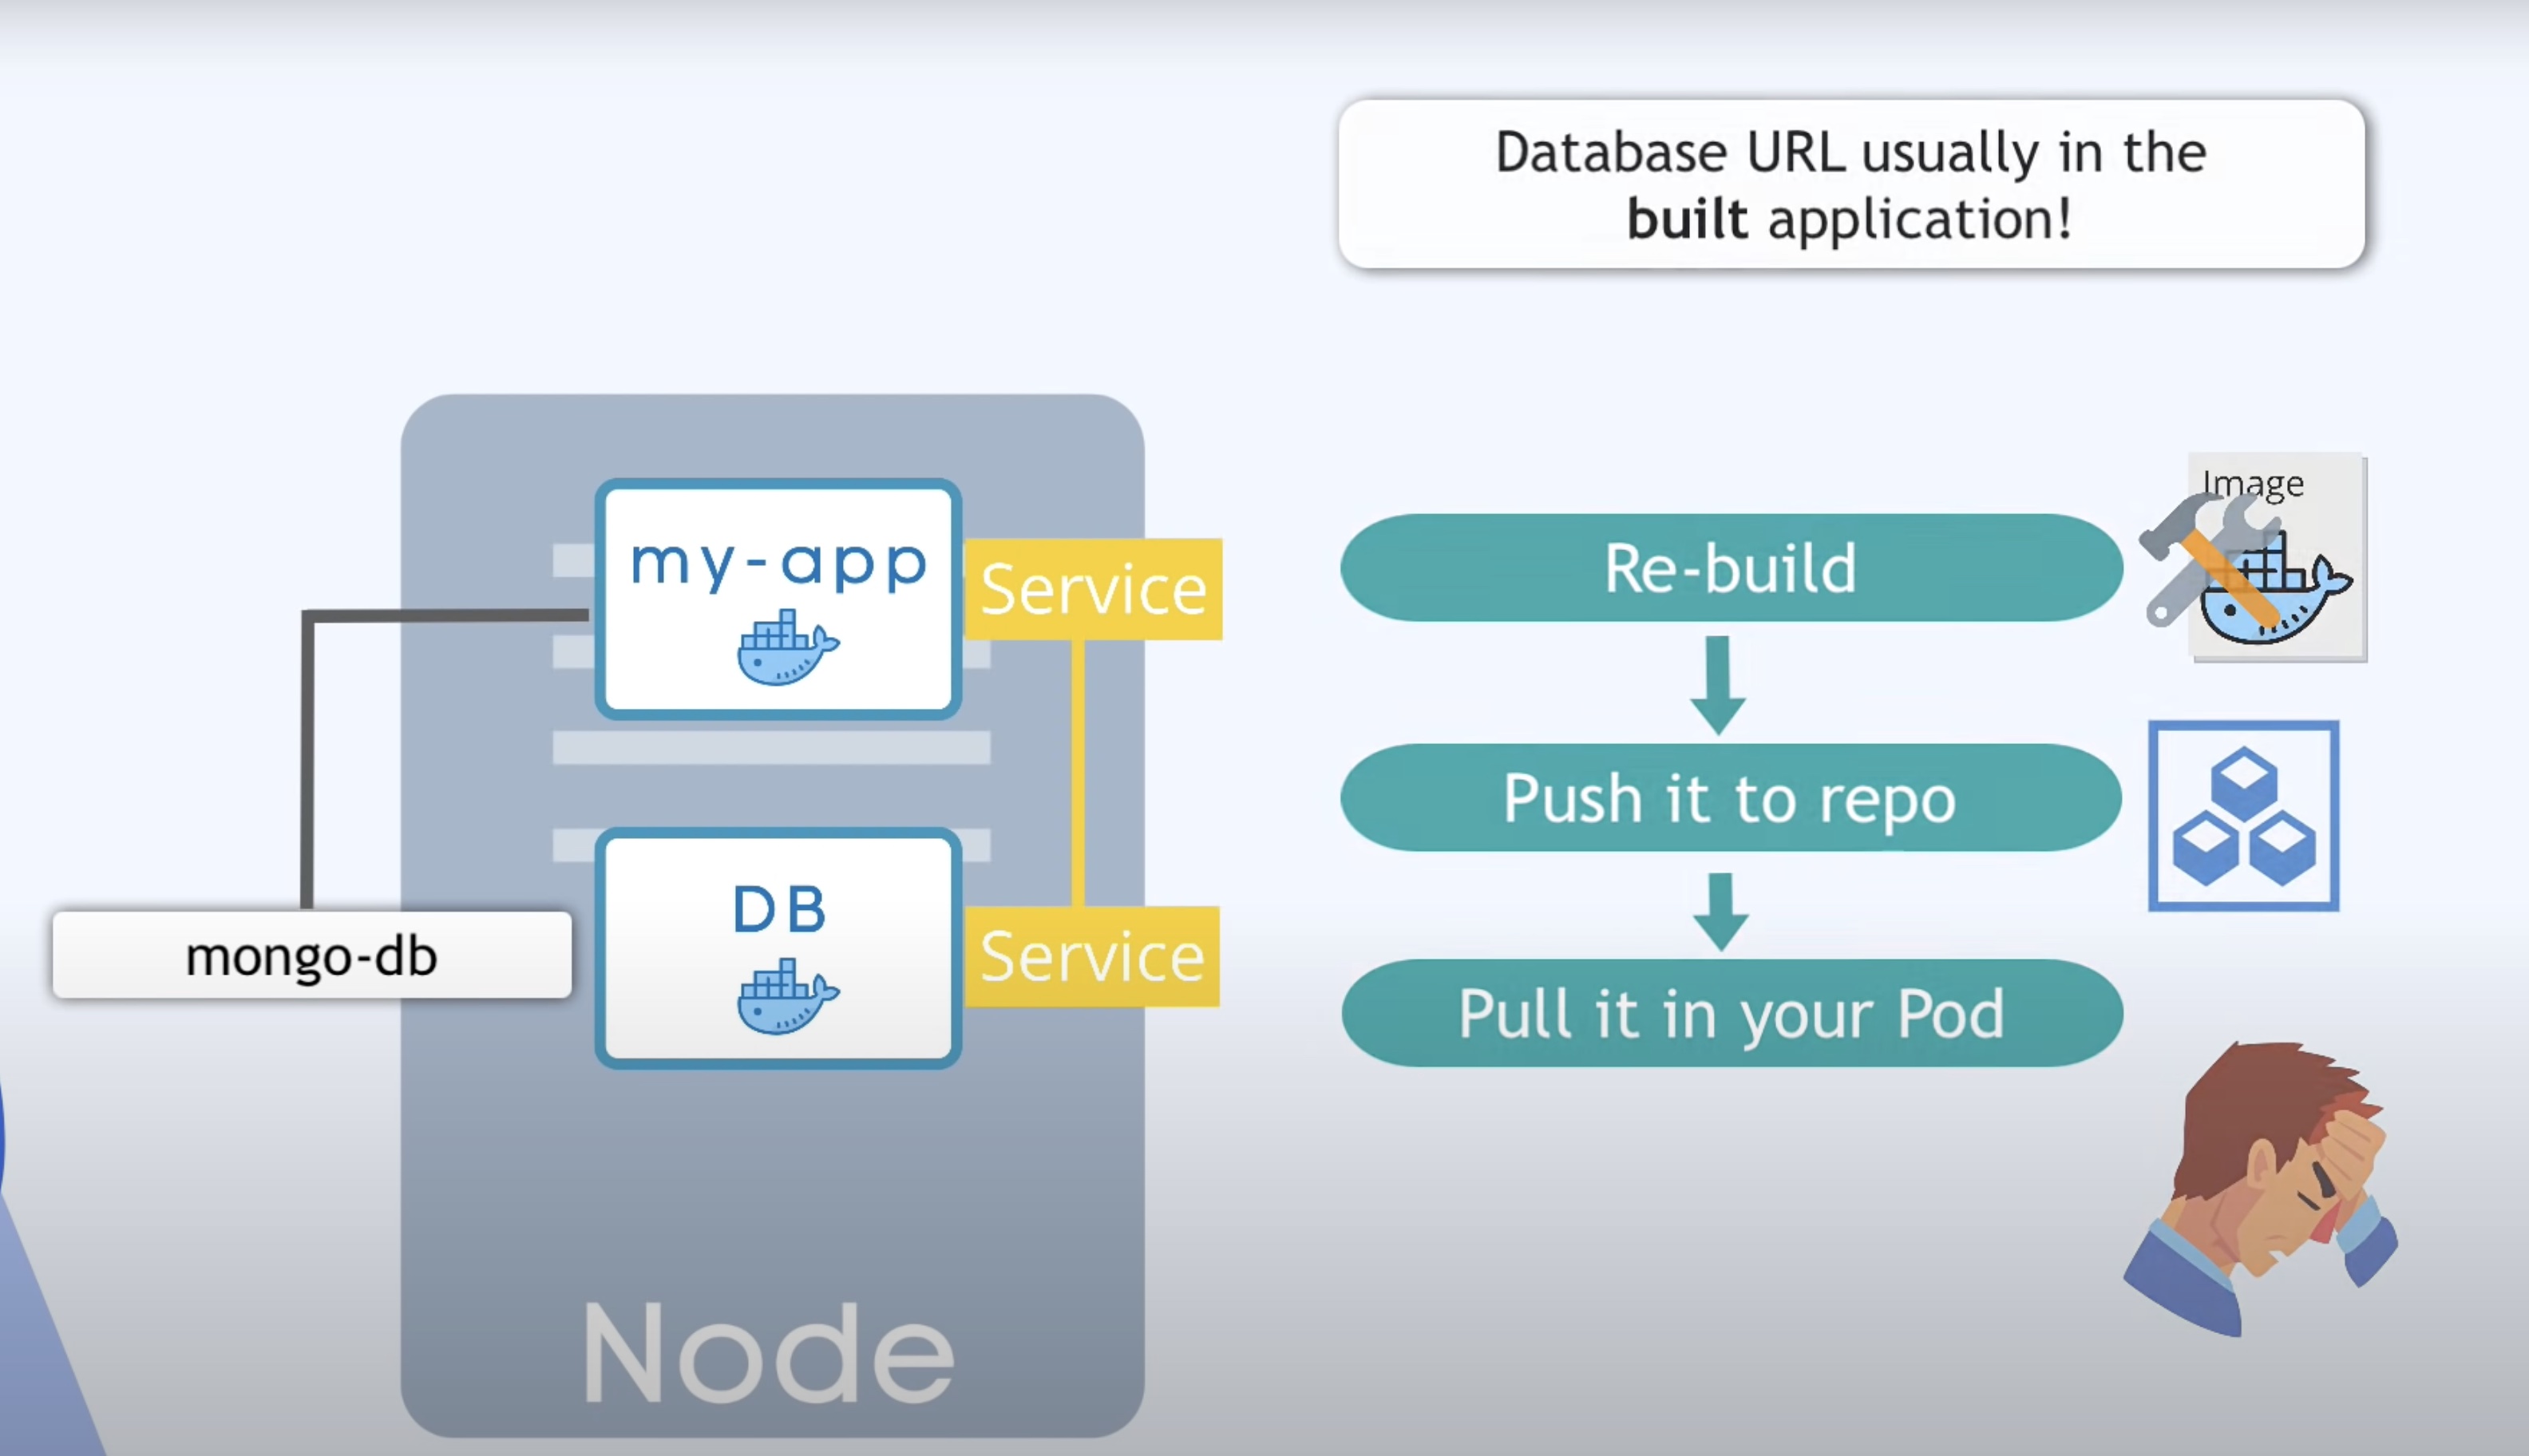 Database URL usually in the
built application!
my-app
Service
mongo-db
DB
Service
Node
Image
Re-build
Push it to repo
Pull it in your Pod